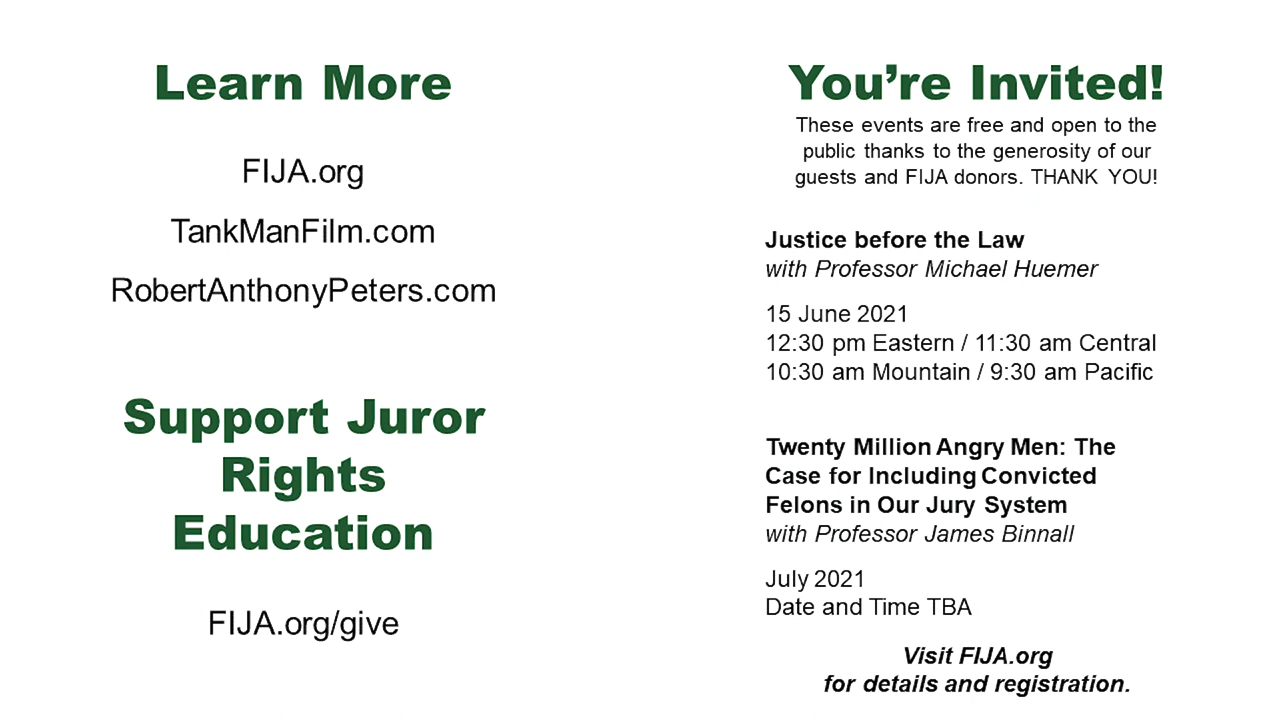 Learn More
FIJA.org
TankManFilm.com
RobertAnthonyPeters.com
Support Juror
Rights
Education
FIJA.org/give
You’re Invited!
These events are free and open to the
public thanks to the generosity of our
guests and FIJA donors. THANK YOU!
Justice before the Law
with Professor Michael Huemer
15 June 2021
12:30 pm Eastern / 11:30 am Central
10:30 am Mountain / 9:30 am Pacific
Twenty Million Angry Men: The
Case for Including Convicted
Felons in Our Jury System
with Professor James Binnall
July 2021
Date and Time TBA
Visit FIJA.org
for details and registration.